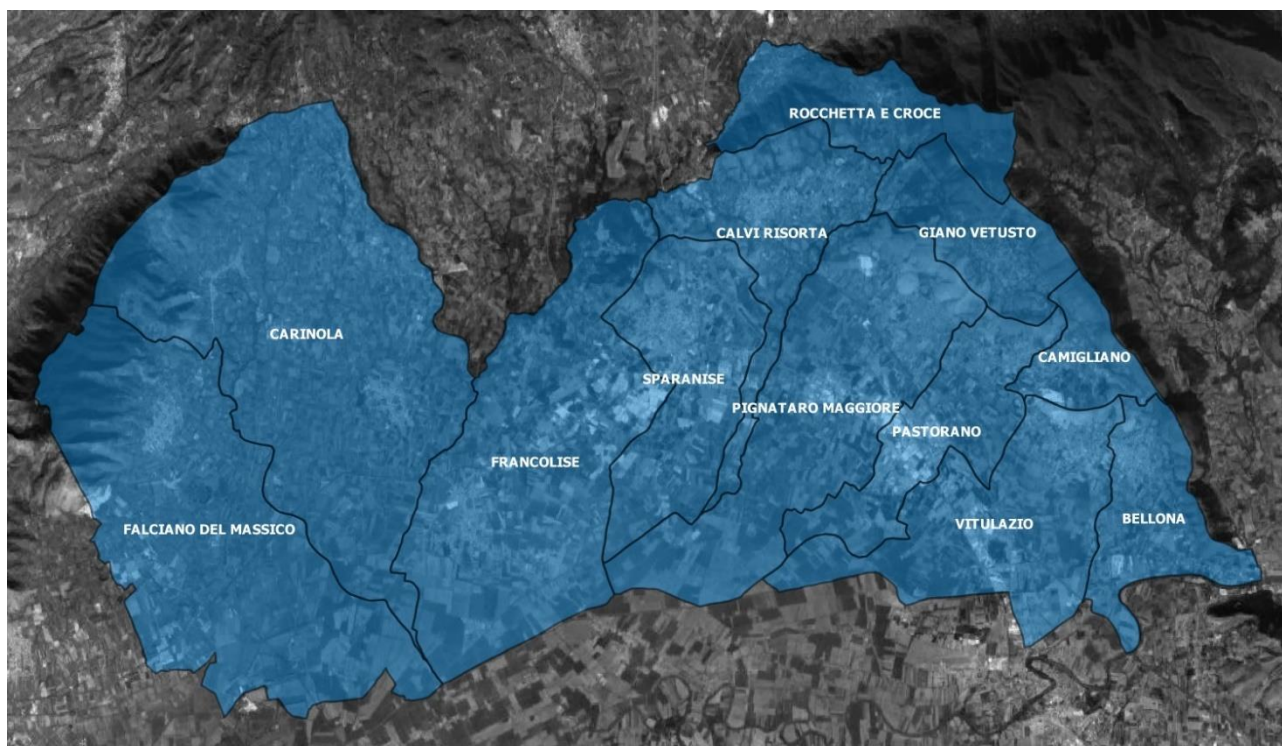 ROCCHETTA E CROCE
CALVI RISORTA
GIANO VETUSTO
CARINOLA
CAMIGLIANO
SPARANISE
PIGNATARO MAGGIORE
PASTORANO
FRANCOLISE
BELLONA
VITULAZIO
FALCIANO DEL MASSICO